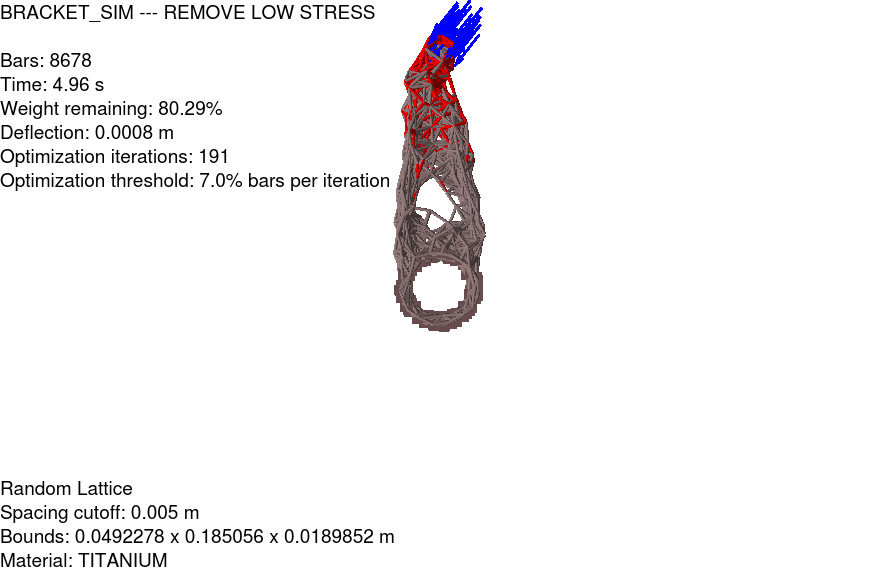 BRACKET_SIM --- REMOVE LOW STRESS
Bars: 8678
Time: 4.96 s
Weight remaining: 80.29%
Deflection: 0.0008 m
Optimization iterations: 191
Optimization threshold: 7.0% bars per iteration
Random Lattice
Spacing cutoff: 0.005 m
Bounds: 0.0492278 x 0.185056 x 0.0189852 m
Material: TITANIUM